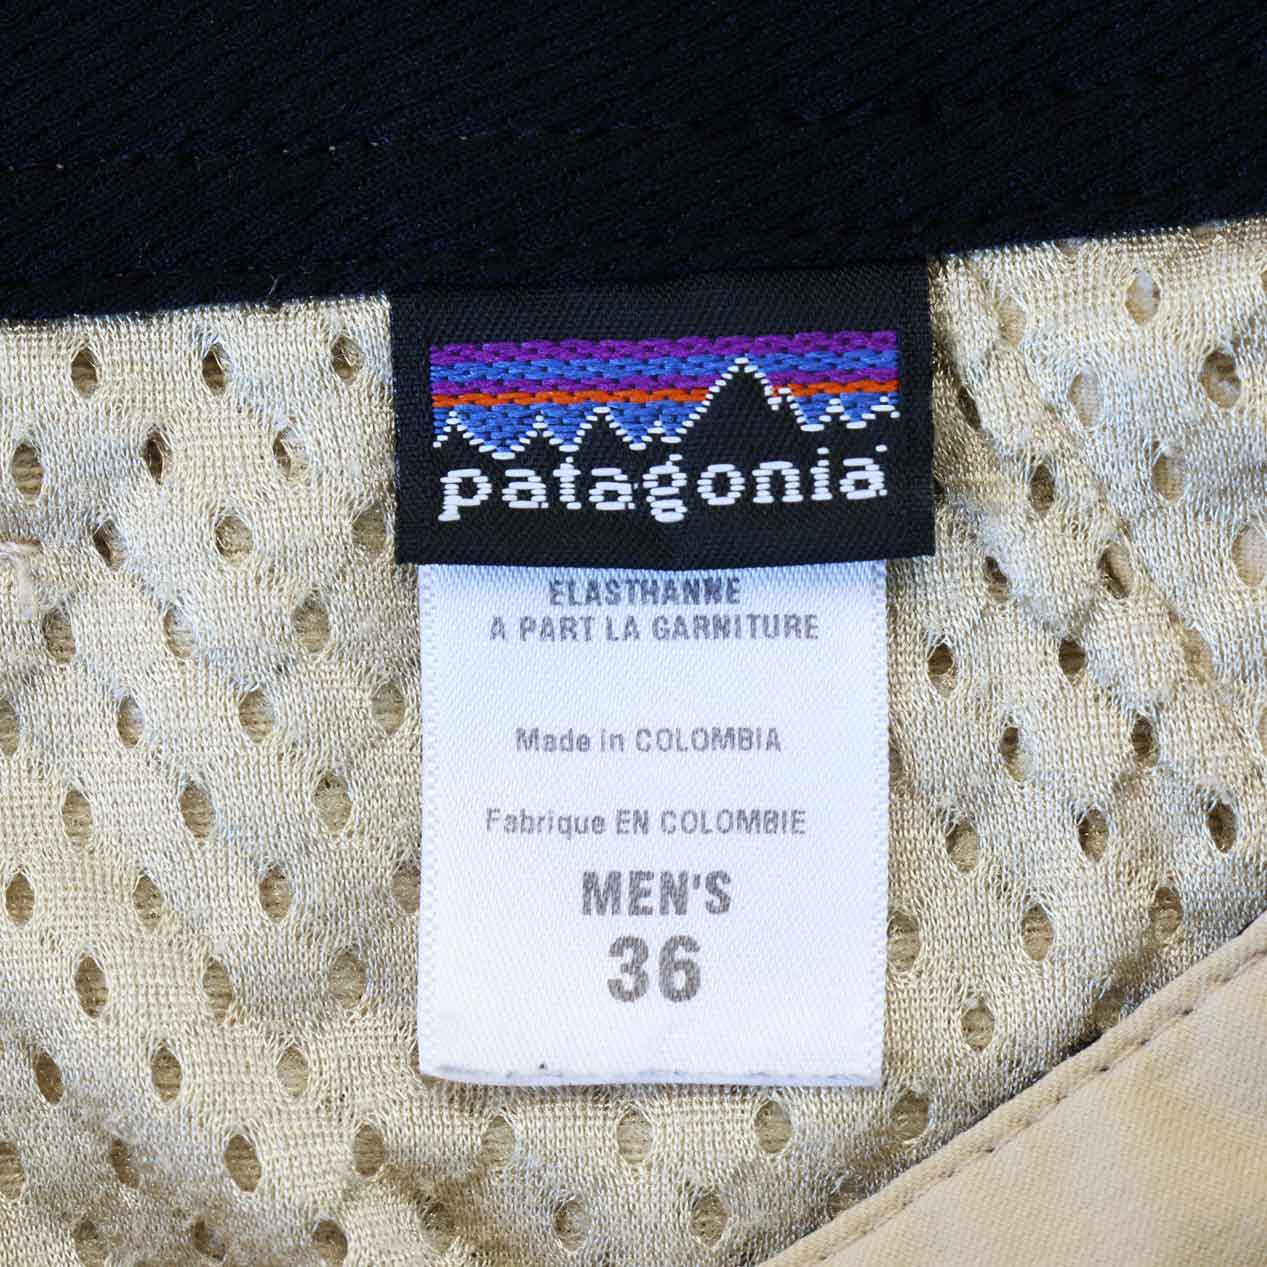 patagonia
ELASTHANNE
A PART LA GARNITURE
Made in COLOMBIA
Fabrique EN COLOMBIE
MEN'S
36